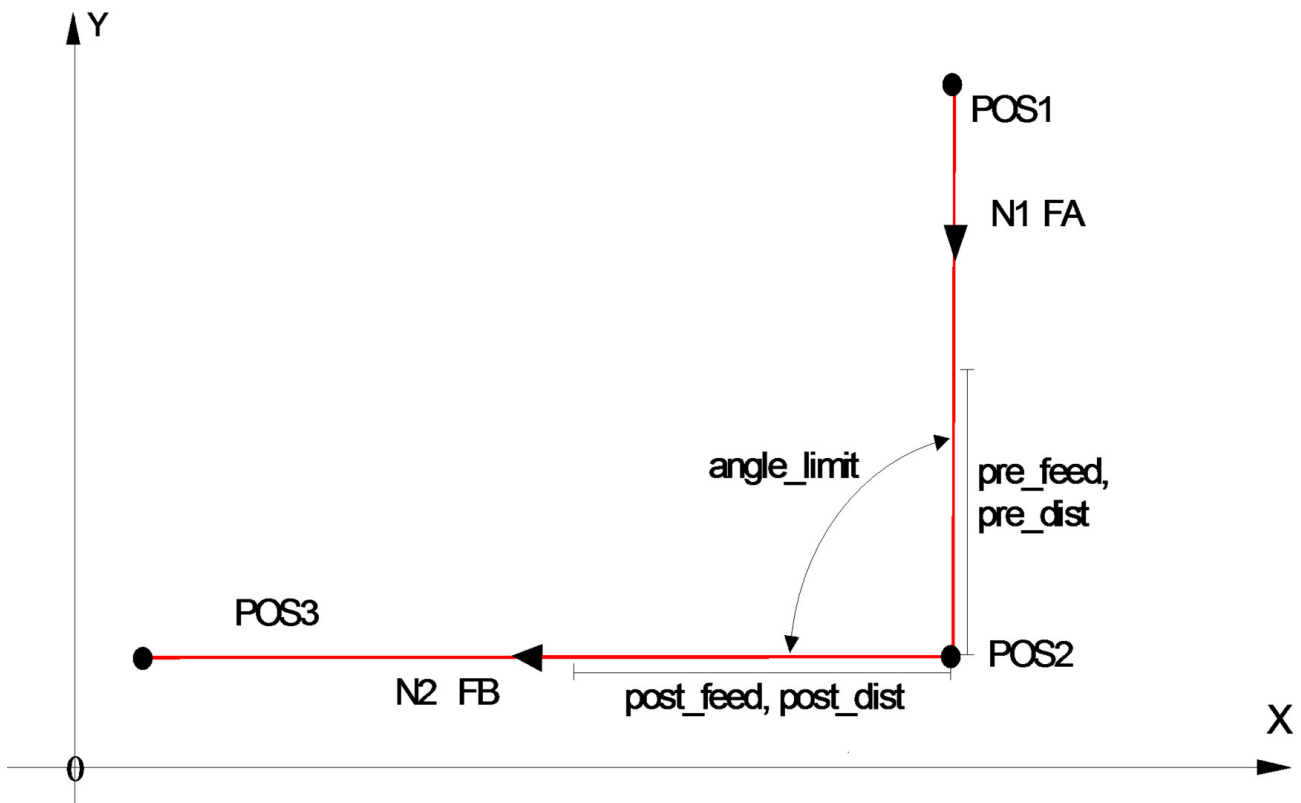 Y
POS1
N1 FA
angle_limit
pre_feed,
pre_dist
POS3
POS2
N2 FB
post_feed, post_dist
X
0